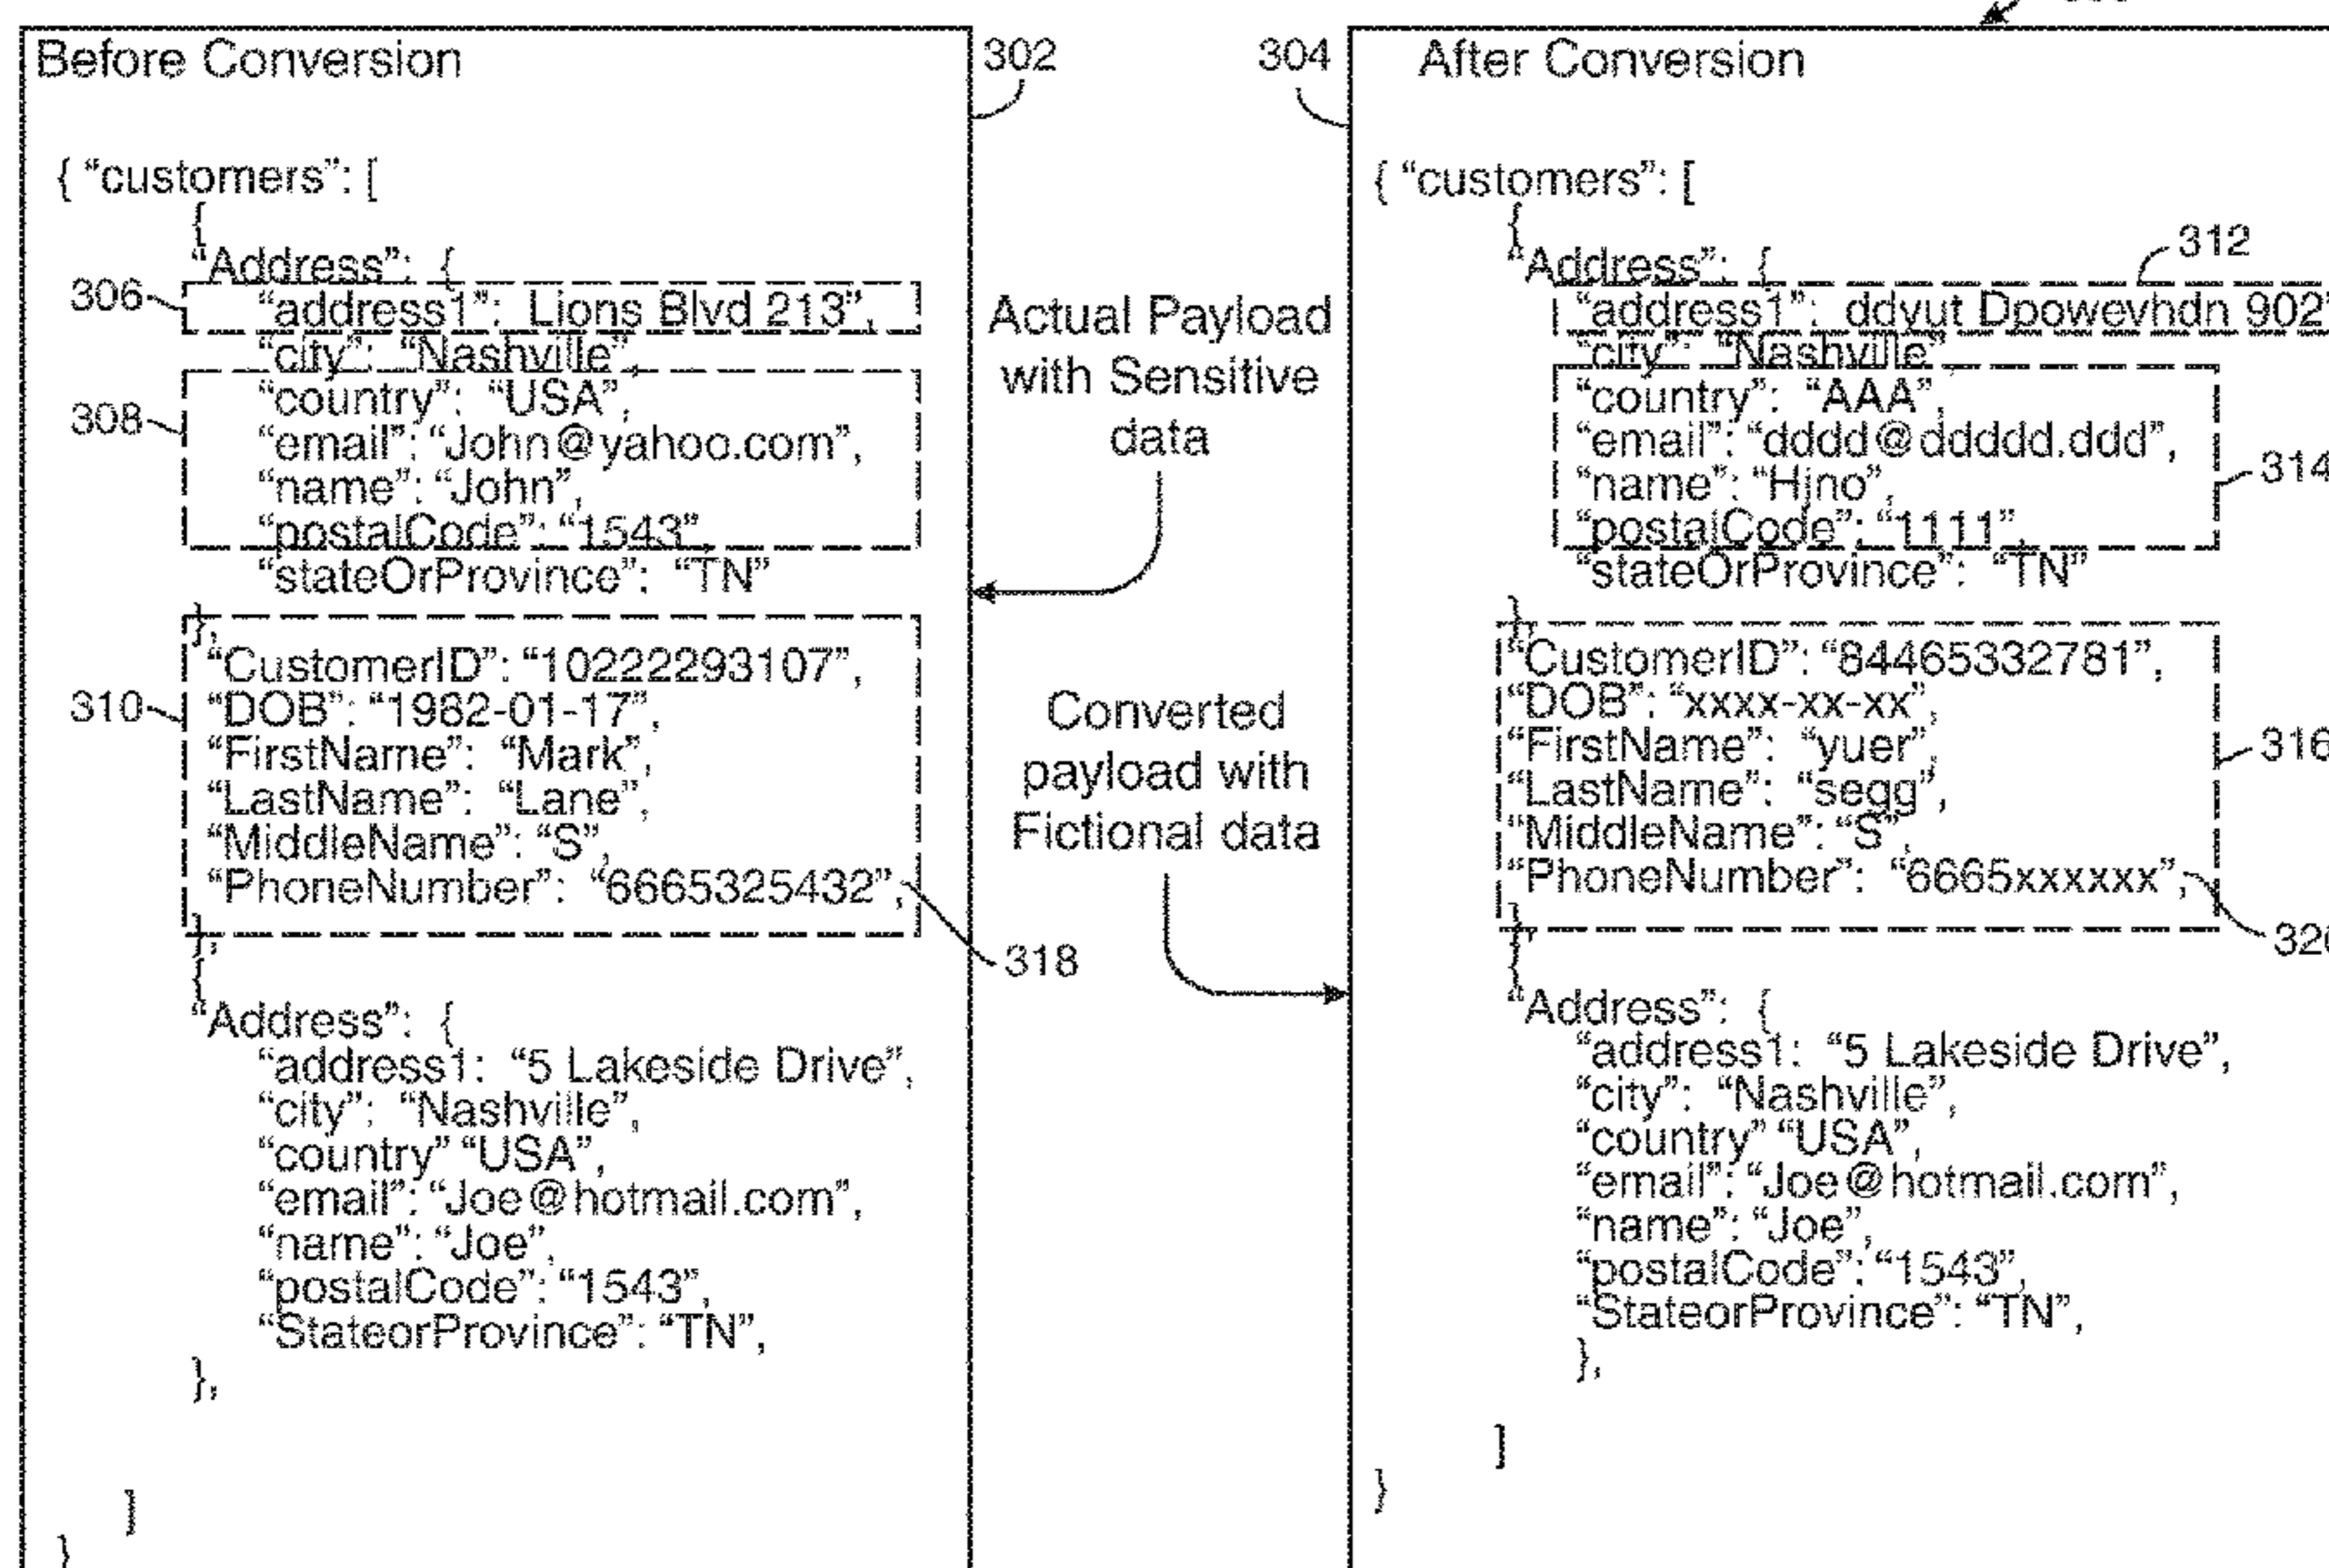 Before Conversion
302
{ “customers”: [
{
“Address”: {
306
“address1”: Lions Blvd 213”,
“city”: “Nashville”,
308
“country”: “USA”,
“email”: “John@yahoo.com”,
“name”: “John”,
“postalCode”: “1543”,
“stateOrProvince”: “TN”
},
310
“CustomerID”: “10222293107”,
“DOB”: “1982-01-17”,
“FirstName”: “Mark”,
“LastName”: “Lane”,
“MiddleName”: “S”,
“PhoneNumber”: “6665325432”,
318
},
{
“Address”: {
“address1: “5 Lakeside Drive”,
“city”: “Nashville”,
“country” “USA”,
“email”: “Joe@hotmail.com”,
“name”: “Joe”,
“postalCode”: “1543”,
“StateorProvince”: “TN”,
},
]
}
Actual Payload
with Sensitive
data
Converted
payload with
Fictional data
304
After Conversion
{ “customers”: [
{
“Address”: {
312
“address1”: ddyut Dpowevhdn 902”
“city”: “Nashville”,
“country”: “AAA”,
“email”: “dddd@ddddd.ddd”,
314
“name”: “Hjno”,
“postalCode”: “1111”,
“stateOrProvince”: “TN”
},
“CustomerID”: “84465332781”,
“DOB”: “xxxx-xx-xx”,
316
“FirstName”: “yuer”,
“LastName”: “segg”,
“MiddleName”: “S”,
“PhoneNumber”: “6665xxxxxx”,
320
},
{
“Address”: {
“address1: “5 Lakeside Drive”,
“city”: “Nashville”,
“country” “USA”,
“email”: “Joe@hotmail.com”,
“name”: “Joe”,
“postalCode”: “1543”,
“StateorProvince”: “TN”,
},
]
}